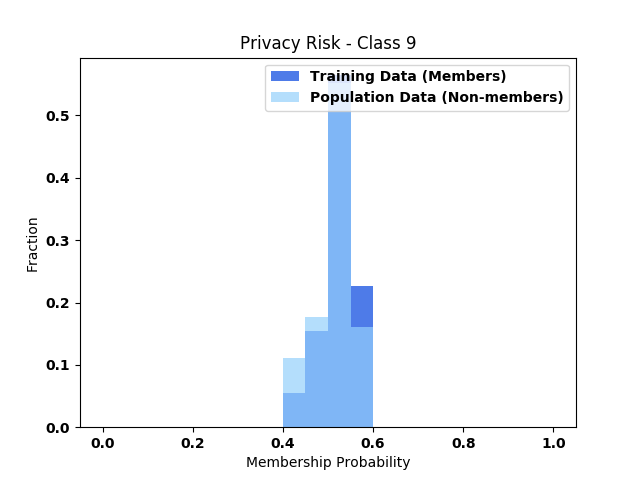 Privacy Risk - Class 9
Training Data (Members)
Population Data (Non-members)
0.5
0.4
0.3
0.2
0.1
0.0
Fraction
0.0 0.2 0.4 0.6 0.8 1.0
Membership Probability